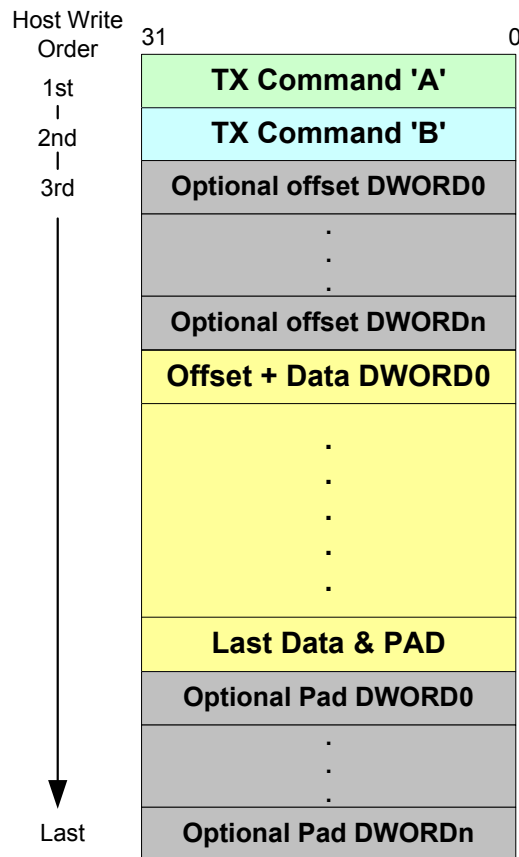 Host Write
Order
31
0
1st
TX Command 'A'
2nd
TX Command 'B'
3rd
Optional offset DWORD0
.
.
.
Optional offset DWORDn
Offset + Data DWORD0
.
.
.
.
.
Last Data & PAD
Optional Pad DWORD0
.
.
.
Last
Optional Pad DWORDn